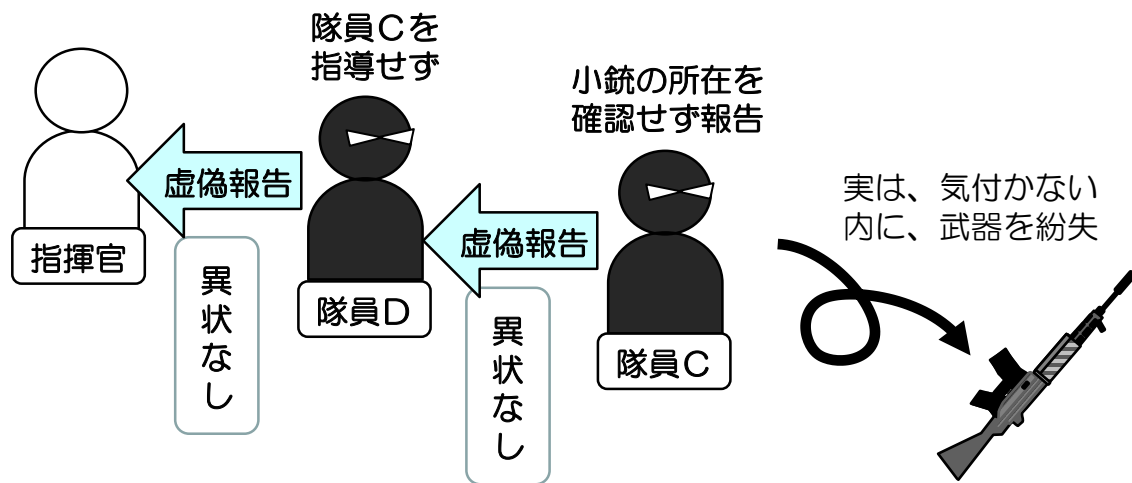 隊員Cを
指導せず
小銃の所在を
確認せず報告
実は、気付かない
内に、武器を紛失
虚偽報告
虚偽報告
指揮官
異状なし
隊員D
異状なし
隊員C